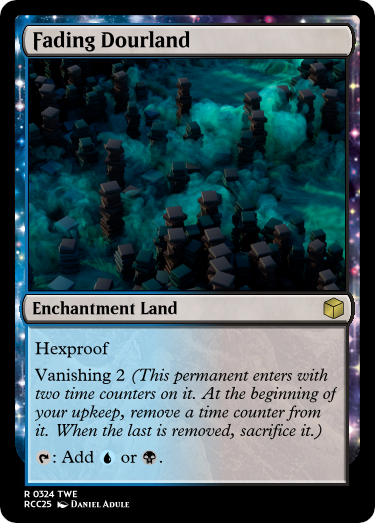 Fading Dourland
Enchantment Land
Hexproof
Vanishing 2 (This permanent enters with
two time counters on it. At the beginning of
your upkeep, remove a time counter from
it. When the last is removed, sacrifice it.)
: Add or .
R 0324 TWE
RCC25 Daniel Adule